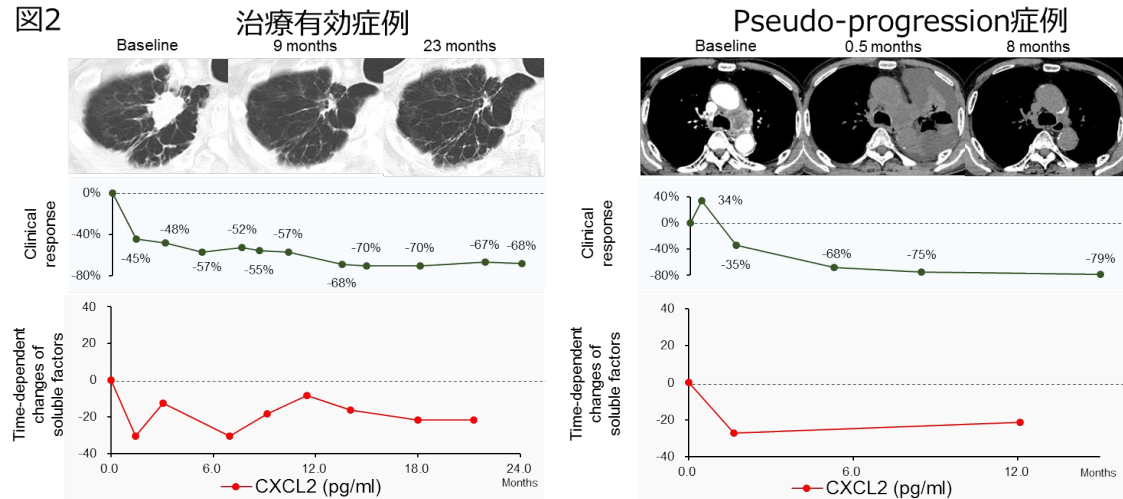 図2
治療有効症例
Baseline 9 months 23 months
Clinical response
0%
-40%
-80%
-45%
-48%
-57%
-52%
-55%
-57%
-68%
-70%
-70%
-67%
-68%
Time-dependent changes of soluble factors
40
20
0
-20
-40
0.0 6.0 12.0 18.0 24.0
Months
CXCL2 (pg/ml)
Pseudo-progression症例
Baseline 0.5 months 8 months
Clinical response
40%
0%
-40%
-80%
34%
-35%
-68%
-75%
-79%
Time-dependent changes of soluble factors
40
20
0
-20
-40
0.0 6.0 12.0
Months
CXCL2 (pg/ml)